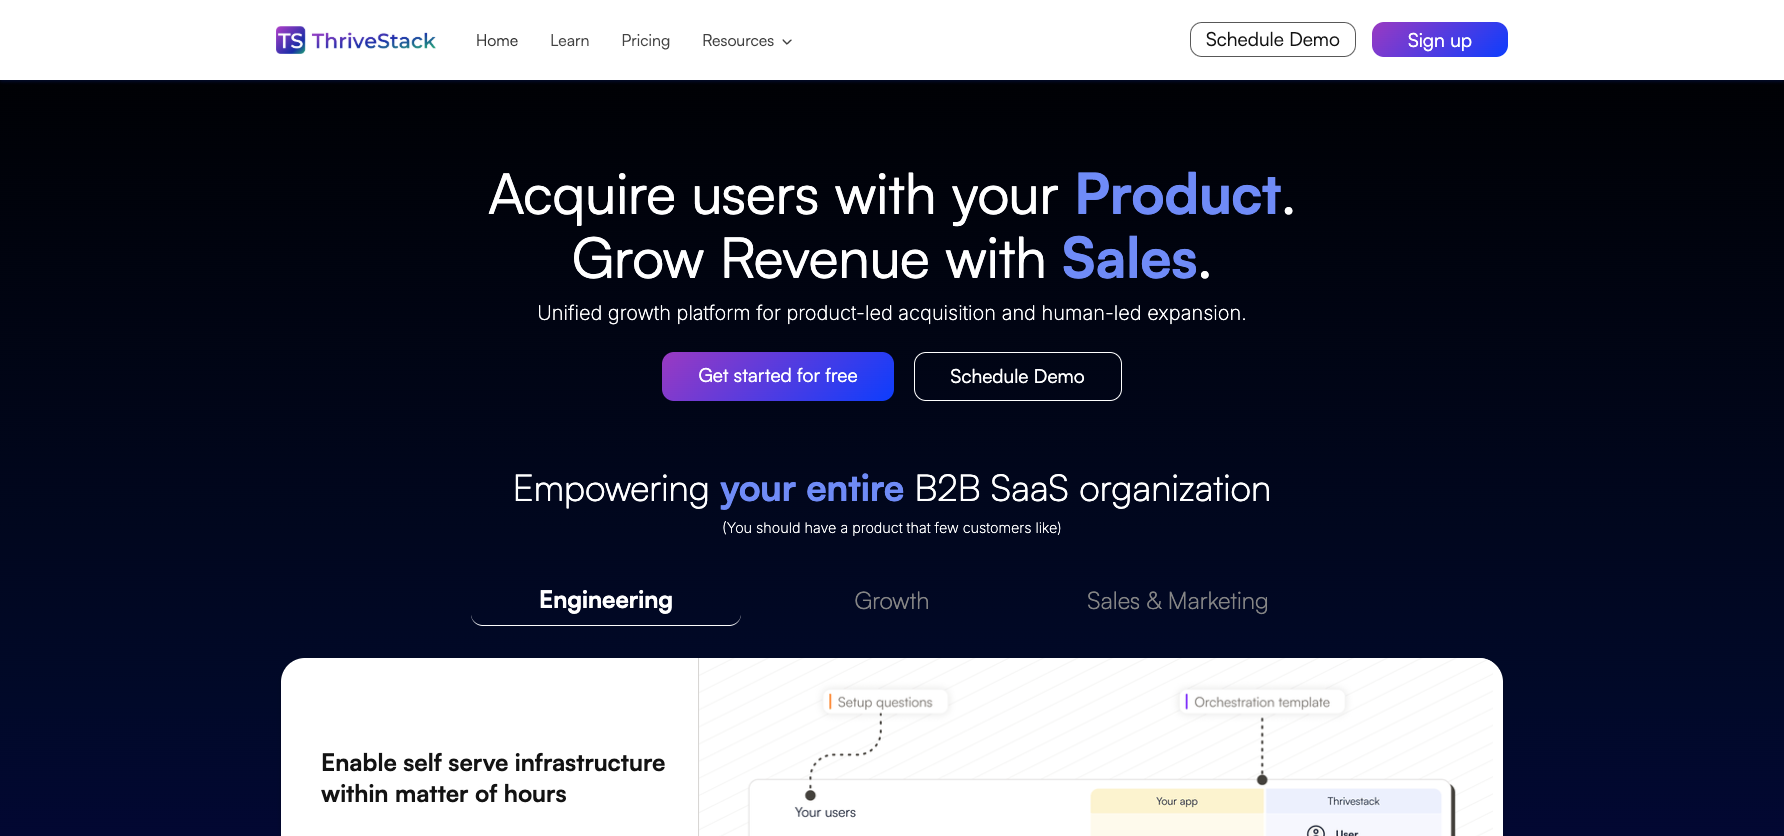 TS ThriveStack
Home
Learn
Pricing
Resources
Schedule Demo
Sign up
Acquire users with your Product.
Grow Revenue with Sales.
Unified growth platform for product-led acquisition and human-led expansion.
Get started for free
Schedule Demo
Empowering your entire B2B SaaS organization
(You should have a product that few customers like)
Engineering
Growth
Sales & Marketing
Enable self serve infrastructure
within matter of hours
Setup questions
Orchestration template
Your users
Your app
Thrivestack
User